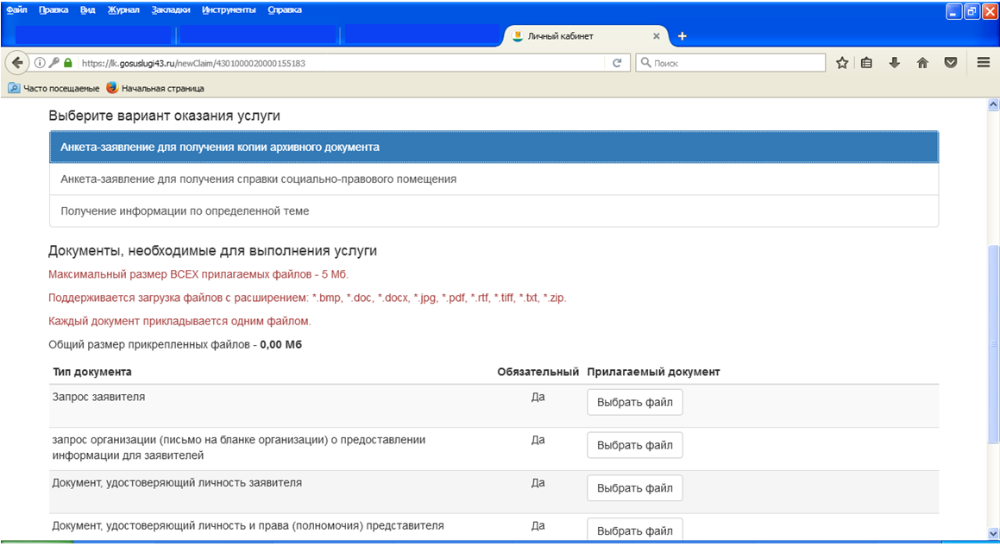 Файл Правка Вид Журнал Закладки Инструменты Справка
Личный кабинет
https://lk.gosuslugi43.ru/newClaim/4301000020000155183
Поиск
Часто посещаемые Начальная страница
Выберите вариант оказания услуги
Анкета-заявление для получения копии архивного документа
Анкета-заявление для получения справки социально-правового помещения
Получение информации по определенной теме
Документы, необходимые для выполнения услуги
Максимальный размер ВСЕХ прилагаемых файлов - 5 Мб.
Поддерживается загрузка файлов с расширением: *.bmp, *.doc, *.docx, *.jpg, *.pdf, *.rtf, *.tiff, *.txt, *.zip.
Каждый документ прикладывается одним файлом.
Общий размер прикрепленных файлов - 0,00 Мб
Тип документа Обязательный Прилагаемый документ
Запрос заявителя Да Выбрать файл
запрос организации (письмо на бланке организации) о предоставлении Да Выбрать файл
информации для заявителей
Документ, удостоверяющий личность заявителя Да Выбрать файл
Документ, удостоверяющий личность и права (полномочия) представителя Да Выбрать файл